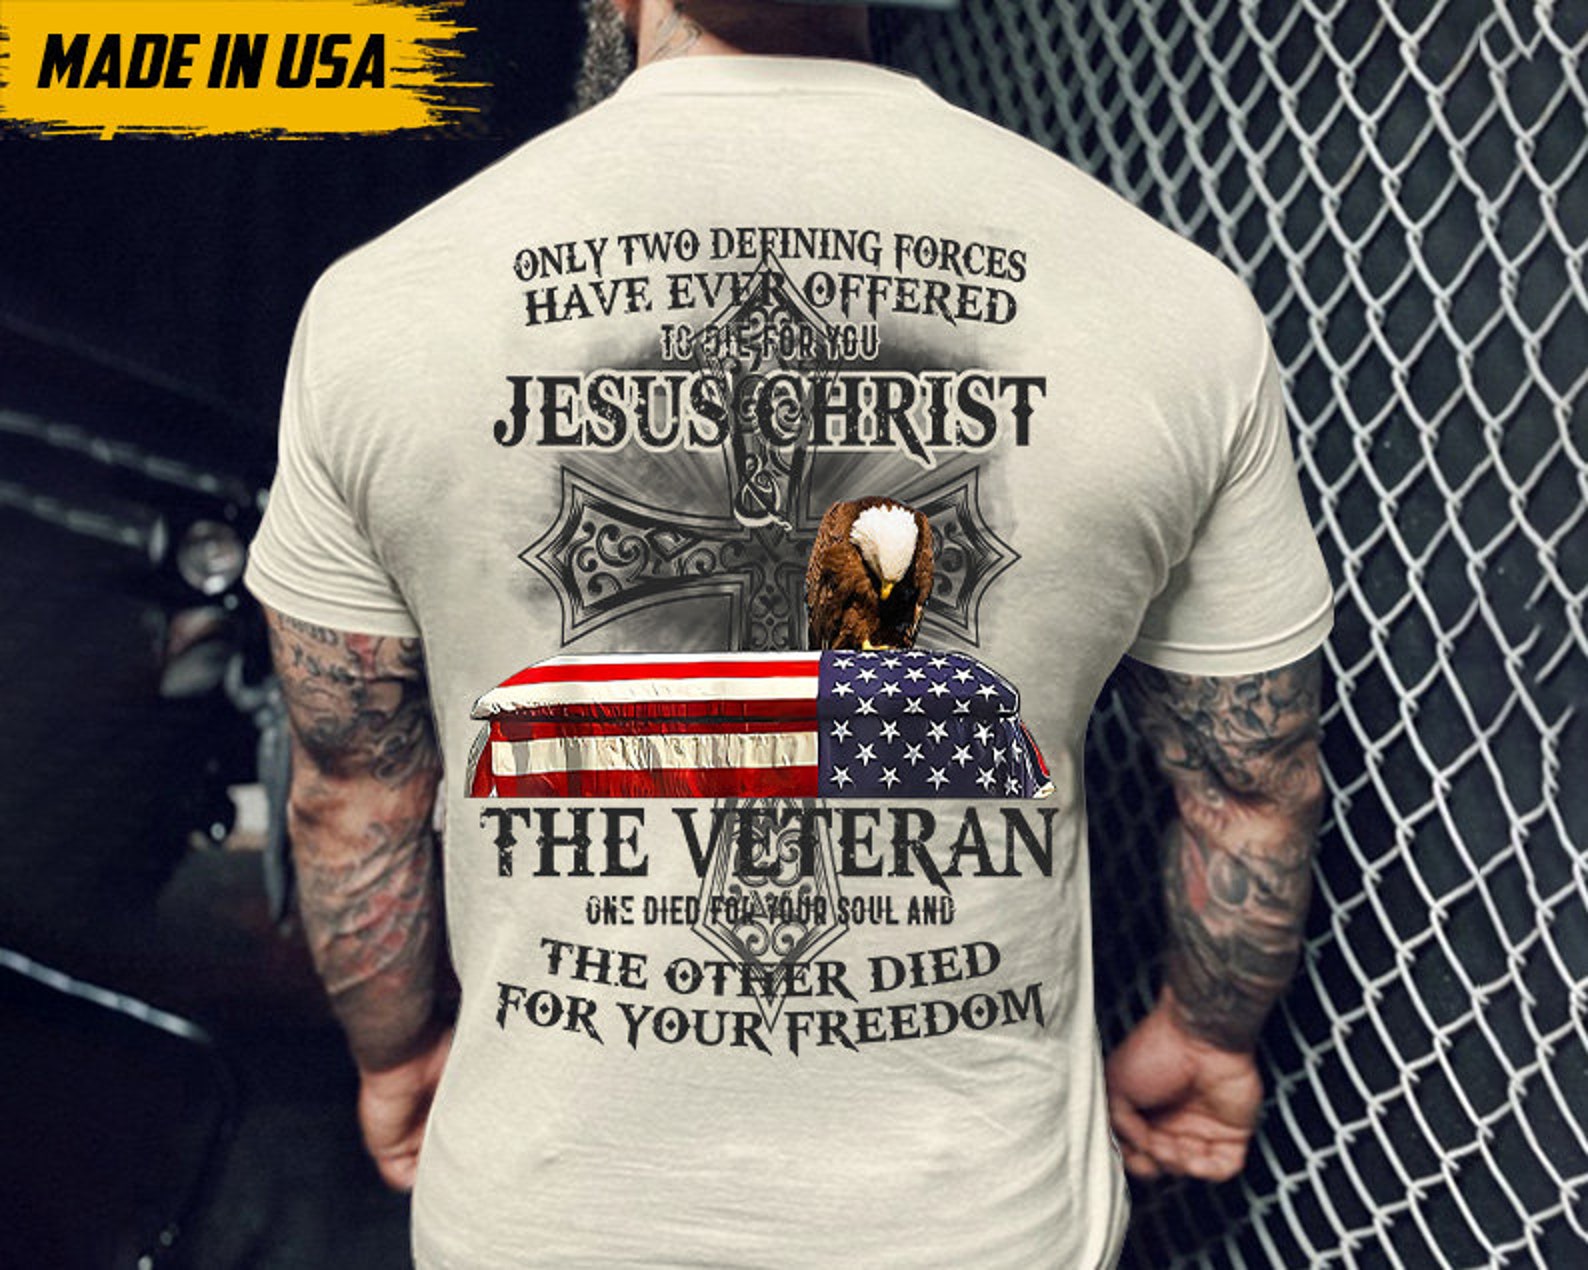 MADE IN USA
ONLY TWO DEFINING FORCES
HAVE EVER OFFERED
TO DIE FOR YOU
JESUS CHRIST
&
THE VETERAN
ONE DIED FOR YOUR SOUL AND
THE OTHER DIED
FOR YOUR FREEDOM